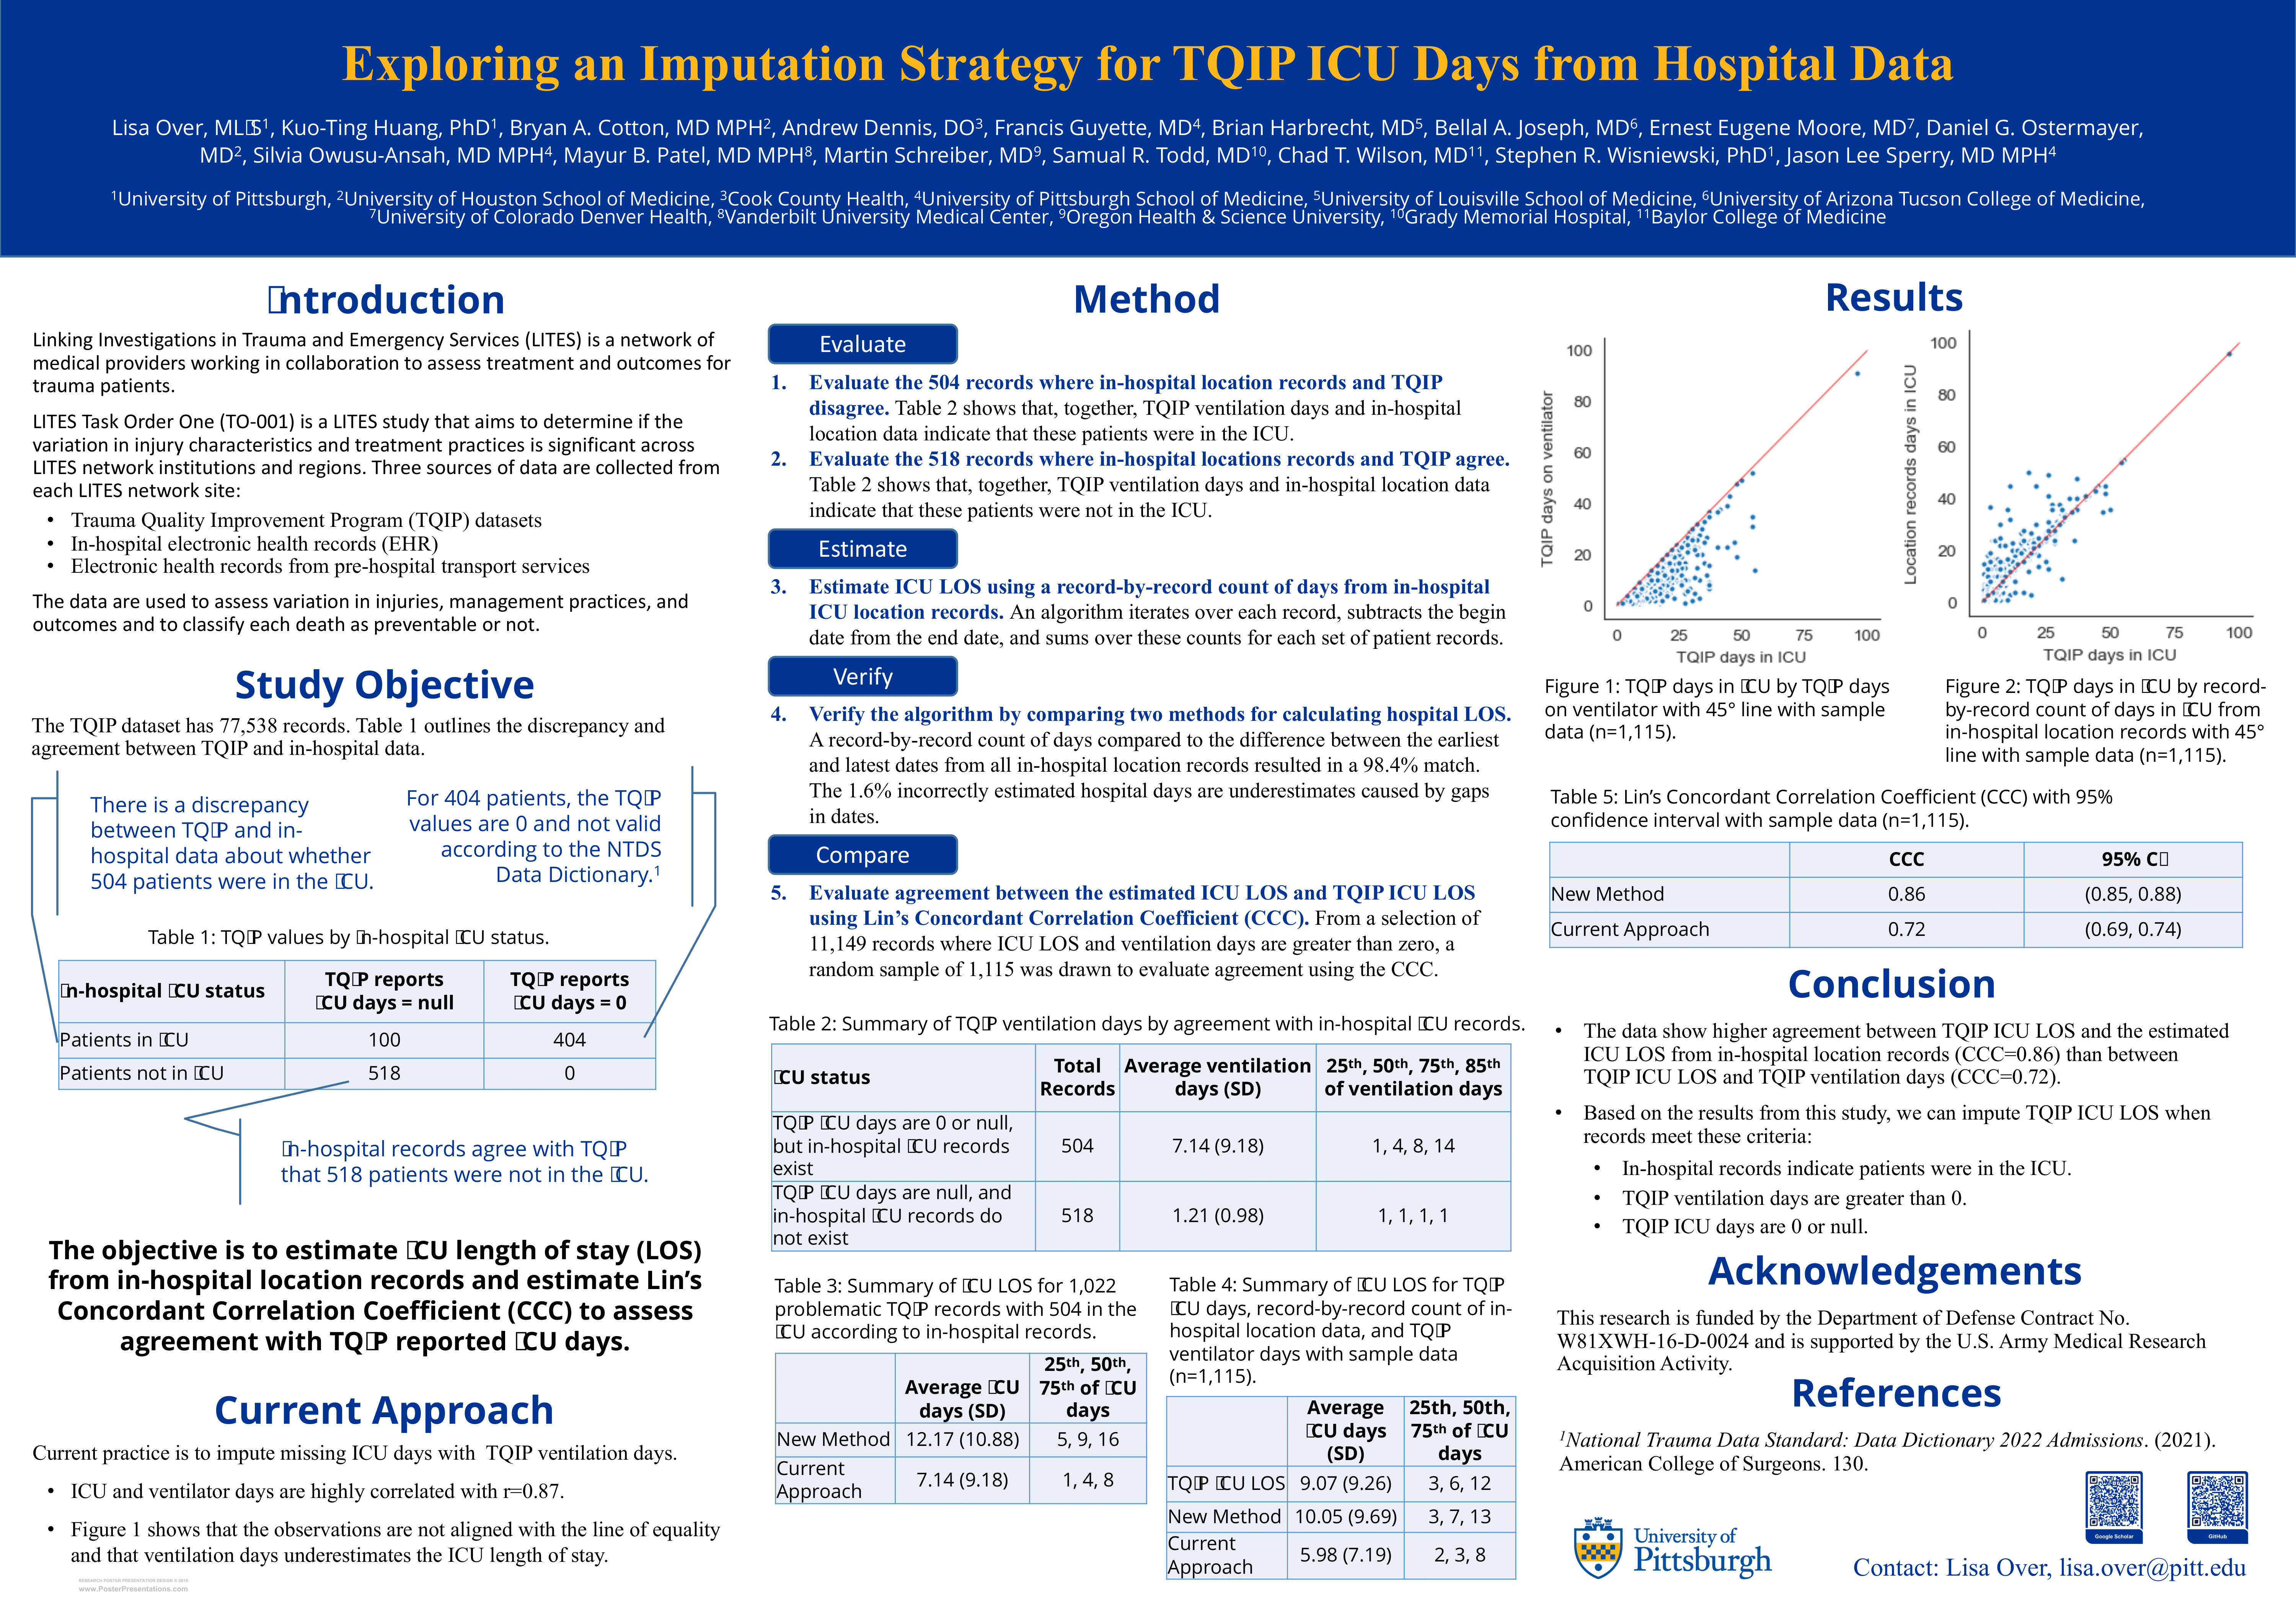 Exploring an Imputation Strategy for TQIP ICU Days from Hospital Data
Lisa Over, MLIS1, Kuo-Ting Huang, PhD1, Bryan A. Cotton, MD MPH2, Andrew Dennis, DO3, Francis Guyette, MD4, Brian Harbrecht, MD5, Bellal A. Joseph, MD6, Ernest Eugene Moore, MD7, Daniel G. Ostermayer,
MD2, Silvia Owusu-Ansah, MD MPH4, Mayur B. Patel, MD MPH8, Martin Schreiber, MD9, Samual R. Todd, MD10, Chad T. Wilson, MD11, Stephen R. Wisniewski, PhD1, Jason Lee Sperry, MD MPH4
1University of Pittsburgh, 2University of Houston School of Medicine, 3Cook County Health, 4University of Pittsburgh School of Medicine, 5University of Louisville School of Medicine, 6University of Arizona Tucson College of Medicine,
7University of Colorado Denver Health, 8Vanderbilt University Medical Center, 9Oregon Health & Science University, 10Grady Memorial Hospital, 11Baylor College of Medicine
Introduction
Linking Investigations in Trauma and Emergency Services (LITES) is a network of
medical providers working in collaboration to assess treatment and outcomes for
trauma patients.
LITES Task Order One (TO-001) is a LITES study that aims to determine if the
variation in injury characteristics and treatment practices is significant across
LITES network institutions and regions. Three sources of data are collected from
each LITES network site:
• Trauma Quality Improvement Program (TQIP) datasets
• In-hospital electronic health records (EHR)
• Electronic health records from pre-hospital transport services
The data are used to assess variation in injuries, management practices, and
outcomes and to classify each death as preventable or not.
Study Objective
The TQIP dataset has 77,538 records. Table 1 outlines the discrepancy and
agreement between TQIP and in-hospital data.
There is a discrepancy
between TQIP and in-
hospital data about whether
504 patients were in the ICU.
For 404 patients, the TQIP
values are 0 and not valid
according to the NTDS
Data Dictionary.1
Table 1: TQIP values by In-hospital ICU status.
In-hospital ICU status
TQIP reports
ICU days = null
TQIP reports
ICU days = 0
Patients in ICU 100 404
Patients not in ICU 518 0
In-hospital records agree with TQIP
that 518 patients were not in the ICU.
The objective is to estimate ICU length of stay (LOS)
from in-hospital location records and estimate Lin's
Concordant Correlation Coefficient (CCC) to assess
agreement with TQIP reported ICU days.
Current Approach
Current practice is to impute missing ICU days with TQIP ventilation days.
• ICU and ventilator days are highly correlated with r=0.87.
• Figure 1 shows that the observations are not aligned with the line of equality
and that ventilation days underestimates the ICU length of stay.
RESEARCH POSTER PRESENTATION DESIGN © 2019
www.PosterPresentations.com
Method
Evaluate
1. Evaluate the 504 records where in-hospital location records and TQIP
disagree. Table 2 shows that, together, TQIP ventilation days and in-hospital
location data indicate that these patients were in the ICU.
2. Evaluate the 518 records where in-hospital locations records and TQIP agree.
Table 2 shows that, together, TQIP ventilation days and in-hospital location data
indicate that these patients were not in the ICU.
Estimate
3. Estimate ICU LOS using a record-by-record count of days from in-hospital
ICU location records. An algorithm iterates over each record, subtracts the begin
date from the end date, and sums over these counts for each set of patient records.
Verify
4. Verify the algorithm by comparing two methods for calculating hospital LOS.
A record-by-record count of days compared to the difference between the earliest
and latest dates from all in-hospital location records resulted in a 98.4% match.
The 1.6% incorrectly estimated hospital days are underestimates caused by gaps
in dates.
Compare
5. Evaluate agreement between the estimated ICU LOS and TQIP ICU LOS
using Lin's Concordant Correlation Coefficient (CCC). From a selection of
11,149 records where ICU LOS and ventilation days are greater than zero, a
random sample of 1,115 was drawn to evaluate agreement using the CCC.
Table 2: Summary of TQIP ventilation days by agreement with in-hospital ICU records.
ICU status
Total
Records
Average ventilation
days (SD)
25th, 50th, 75th, 85th
of ventilation days
TQIP ICU days are 0 or null,
but in-hospital ICU records
exist
504 7.14 (9.18) 1, 4, 8, 14
TQIP ICU days are null, and
in-hospital ICU records do
not exist
518 1.21 (0.98) 1, 1, 1, 1
Table 3: Summary of ICU LOS for 1,022
problematic TQIP records with 504 in the
ICU according to in-hospital records.
Average ICU
days (SD)
25th, 50th,
75th of ICU
days
New Method 12.17 (10.88) 5, 9, 16
Current
Approach
7.14 (9.18) 1, 4, 8
Table 4: Summary of ICU LOS for TQIP
ICU days, record-by-record count of in-
hospital location data, and TQIP
ventilator days with sample data
(n=1,115).
Average
ICU days
(SD)
25th, 50th,
75th of ICU
days
TQIP ICU LOS 9.07 (9.26) 3, 6, 12
New Method 10.05 (9.69) 3, 7, 13
Current
Approach
5.98 (7.19) 2, 3, 8
Results
TQIP days on ventilator
100
80
60
40
20
0
0 25 50 75 100
TQIP days in ICU
Location records days in ICU
100
80
60
40
20
0
0 25 50 75 100
TQIP days in ICU
Figure 1: TQIP days in ICU by TQIP days
on ventilator with 45° line with sample
data (n=1,115).
Figure 2: TQIP days in ICU by record-
by-record count of days in ICU from
in-hospital location records with 45°
line with sample data (n=1,115).
Table 5: Lin's Concordant Correlation Coefficient (CCC) with 95%
confidence interval with sample data (n=1,115).
CCC 95% CI
New Method 0.86 (0.85, 0.88)
Current Approach 0.72 (0.69, 0.74)
Conclusion
• The data show higher agreement between TQIP ICU LOS and the estimated
ICU LOS from in-hospital location records (CCC=0.86) than between
TQIP ICU LOS and TQIP ventilation days (CCC=0.72).
• Based on the results from this study, we can impute TQIP ICU LOS when
records meet these criteria:
• In-hospital records indicate patients were in the ICU.
• TQIP ventilation days are greater than 0.
• TQIP ICU days are 0 or null.
Acknowledgements
This research is funded by the Department of Defense Contract No.
W81XWH-16-D-0024 and is supported by the U.S. Army Medical Research
Acquisition Activity.
References
1National Trauma Data Standard: Data Dictionary 2022 Admissions. (2021).
American College of Surgeons. 130.
Google Scholar
GitHub
University of
Pittsburgh
Contact: Lisa Over, lisa.over@pitt.edu